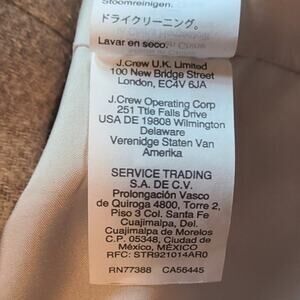 Stoomreinigen.
ドライクリーニング。
Lavar en seco.
J.Crew U.K. Limited
100 New Bridge Street
London, EC4V 6JA
J.Crew Operating Corp
251 Ttle Falls Drive
USA DE 19808 Wilmington
Delaware
Verenidge Staten Van
Amerika
SERVICE TRADING
S.A. DE C.V.
Prolongación Vasco
de Quiroga 4800, Torre 2,
Piso 3 Col. Santa Fe
Cuajimalpa, Del.
Cuajimalpa de Morelos
C.P. 05348, Ciudad de
México, MÉXICO
RFC: STR921014AR0
RN77388 CA56445